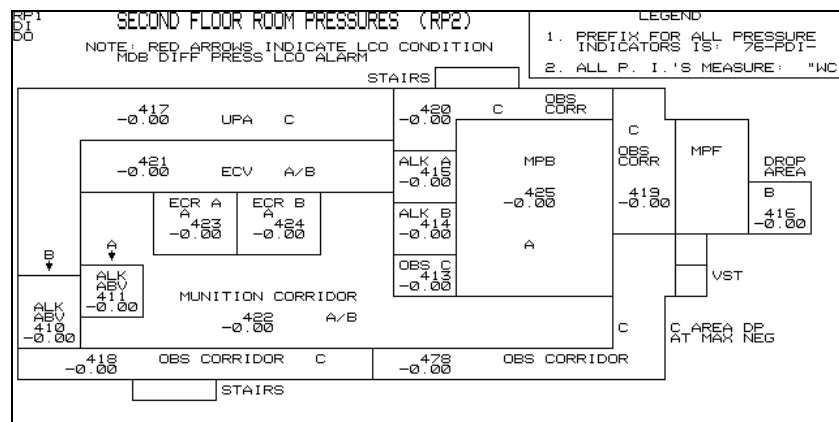 RP1
DI
DO
SECOND FLOOR ROOM PRESSURES (RP2)
NOTE: RED ARROWS INDICATE LCO CONDITION
MDB DIFF PRESS LCO ALARM
LEGEND
1. PREFIX FOR ALL PRESSURE
INDICATORS IS: 76-PDI-
2. ALL P. I.'S MEASURE: "WC
STAIRS
417
-0.00 UPA C
420
-0.00
C OBS
CORR
421
-0.00 ECV A/B
ALK A
415
-0.00
MPB
425
-0.00
A
C
OBS
CORR
419
-0.00
MPF
DROP
AREA
B
416
-0.00
ECR A
A
423
-0.00
ECR B
A
424
-0.00
ALK B
414
-0.00
OBS C
413
-0.00
VST
B
A
ALK
ABV
411
-0.00
ALK
ABV
410
-0.00
MUNITION CORRIDOR
422
-0.00 A/B
C
C AREA DP
AT MAX NEG
418
-0.00 OBS CORRIDOR C
478
-0.00 OBS CORRIDOR
STAIRS